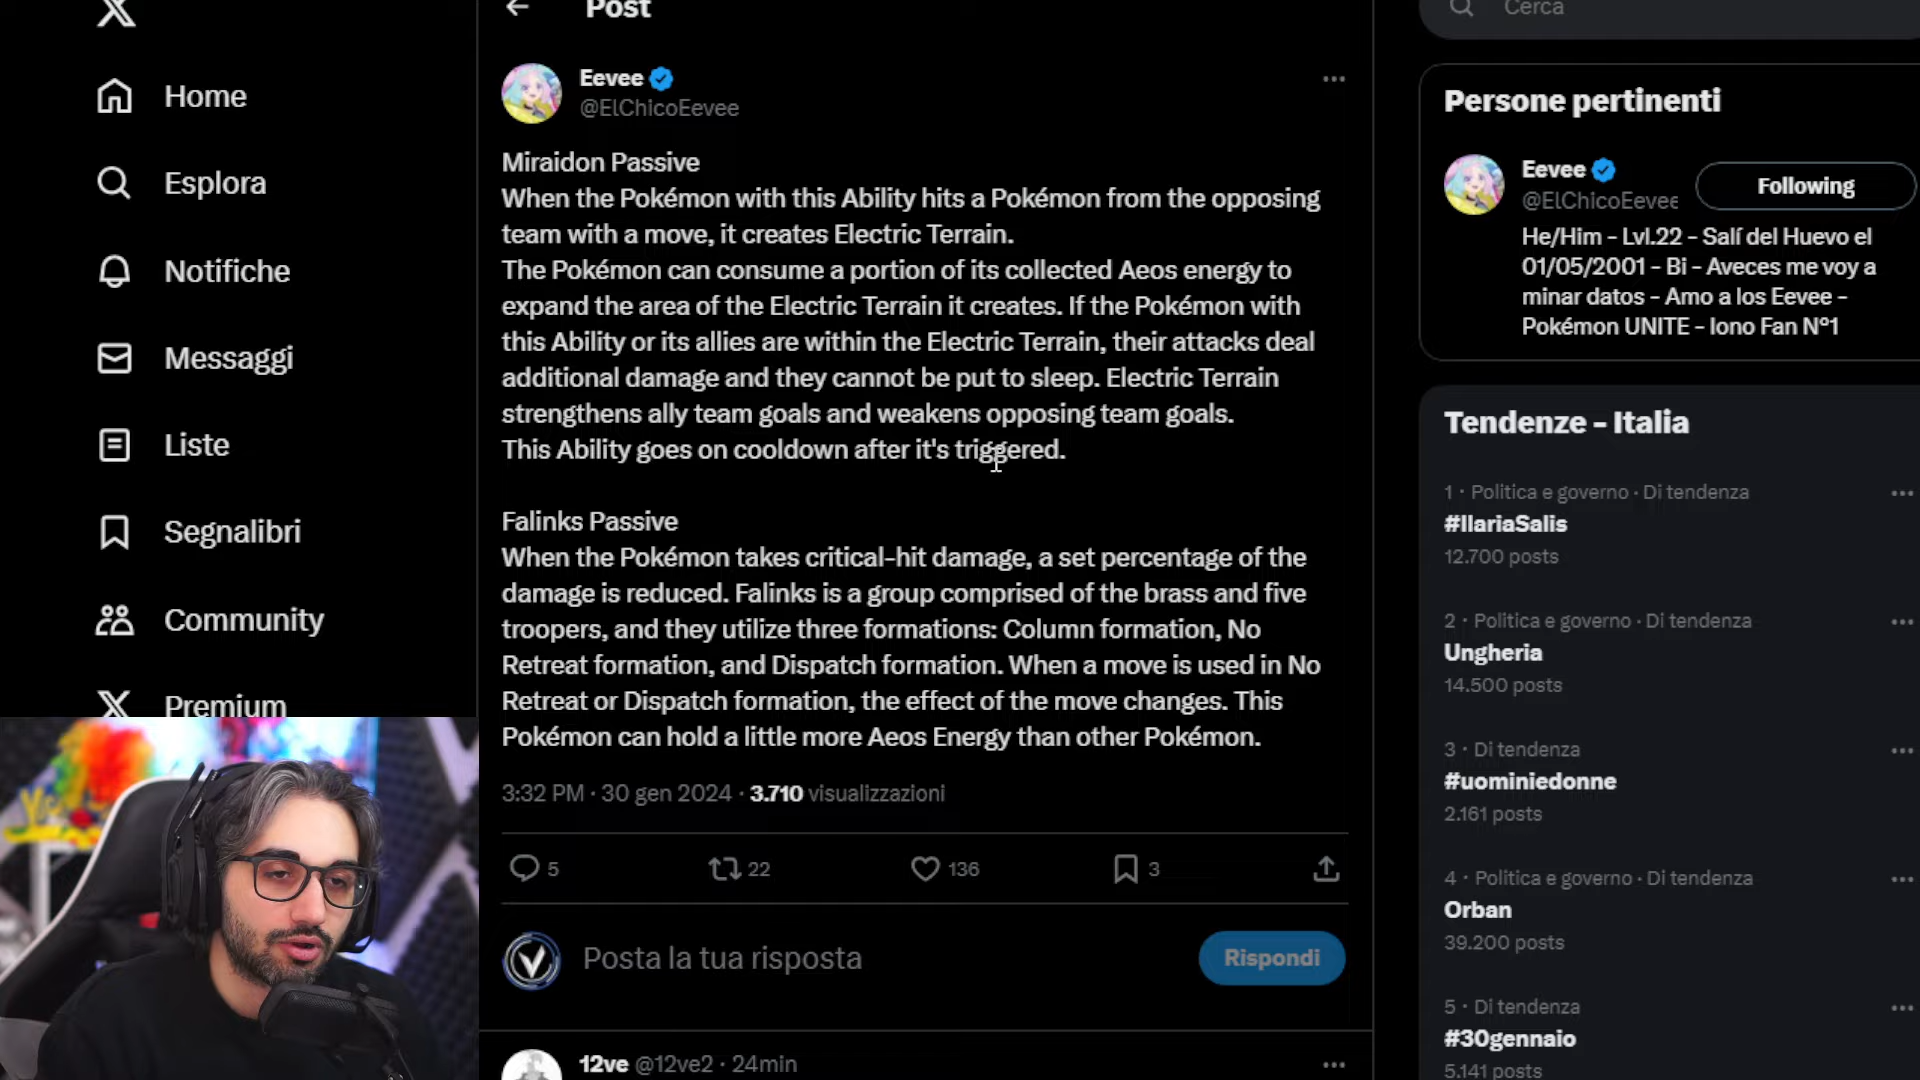 Post
Cerca
Home
Esplora
Notifiche
Messaggi
Liste
Segnalibri
Community
Premium
Eevee
@ElChicoEevee
Miraidon Passive
When the Pokémon with this Ability hits a Pokémon from the opposing
team with a move, it creates Electric Terrain.
The Pokémon can consume a portion of its collected Aeos energy to
expand the area of the Electric Terrain it creates. If the Pokémon with
this Ability or its allies are within the Electric Terrain, their attacks deal
additional damage and they cannot be put to sleep. Electric Terrain
strengthens ally team goals and weakens opposing team goals.
This Ability goes on cooldown after it's triggered.
Falinks Passive
When the Pokémon takes critical-hit damage, a set percentage of the
damage is reduced. Falinks is a group comprised of the brass and five
troopers, and they utilize three formations: Column formation, No
Retreat formation, and Dispatch formation. When a move is used in No
Retreat or Dispatch formation, the effect of the move changes. This
Pokémon can hold a little more Aeos Energy than other Pokémon.
3:32 PM · 30 gen 2024 · 3.710 visualizzazioni
5 22 136 3
Posta la tua risposta
Rispondi
12ve @12ve2 · 24min
Persone pertinenti
Eevee
@ElChicoEevee
Following
He/Him - Lvl.22 - Salí del Huevo el
01/05/2001 - Bi - Aveces me voy a
minar datos - Amo a los Eevee -
Pokémon UNITE - Iono Fan N°1
Tendenze - Italia
1 · Politica e governo · Di tendenza
#IlariaSalis
12.700 posts
2 · Politica e governo · Di tendenza
Ungheria
14.500 posts
3 · Di tendenza
#uominiedonne
2.161 posts
4 · Politica e governo · Di tendenza
Orban
39.200 posts
5 · Di tendenza
#30gennaio
5.141 posts